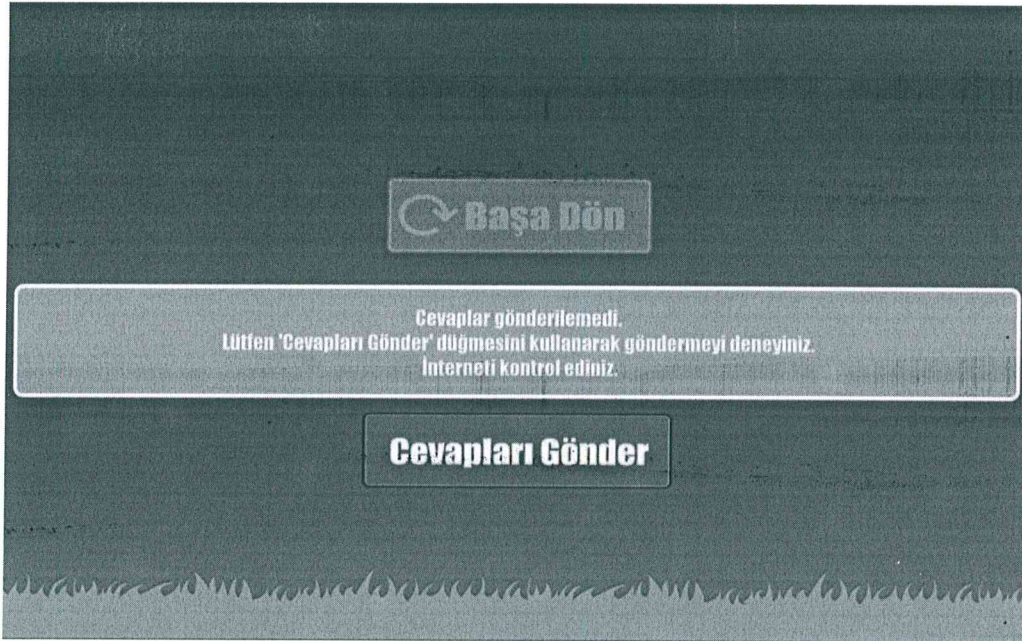 Başa Dön
Cevaplar gönderilemedi.
Lütfen 'Cevapları Gönder' düğmesini kullanarak göndermeyi deneyiniz.
İnterneti kontrol ediniz.
Cevapları Gönder